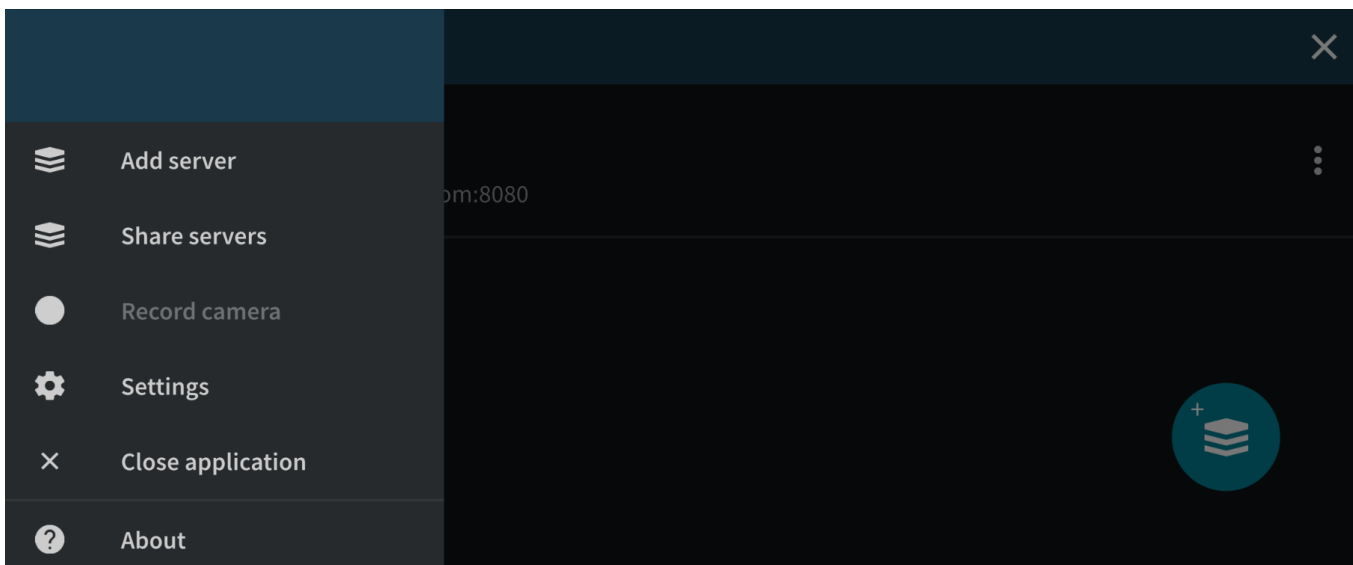 Add server
om:8080
Share servers
Record camera
Settings
Close application
About